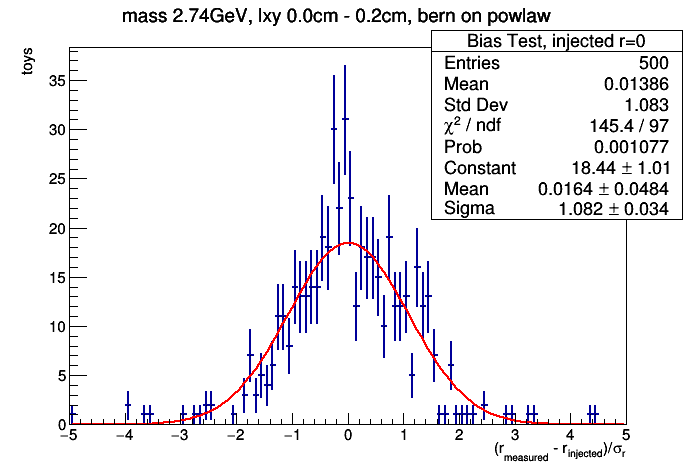 mass 2.74GeV, lxy 0.0cm - 0.2cm, bern on powlaw
toys
Bias Test, injected r=0
Entries 500
Mean 0.01386
Std Dev 1.083
χ² / ndf 145.4 / 97
Prob 0.001077
Constant 18.44 ± 1.01
Mean 0.0164 ± 0.0484
Sigma 1.082 ± 0.034
35
30
25
20
15
10
5
0
−5 −4 −3 −2 −1 0 1 2 3 4 5
(r_measured - r_injected)/σ_r